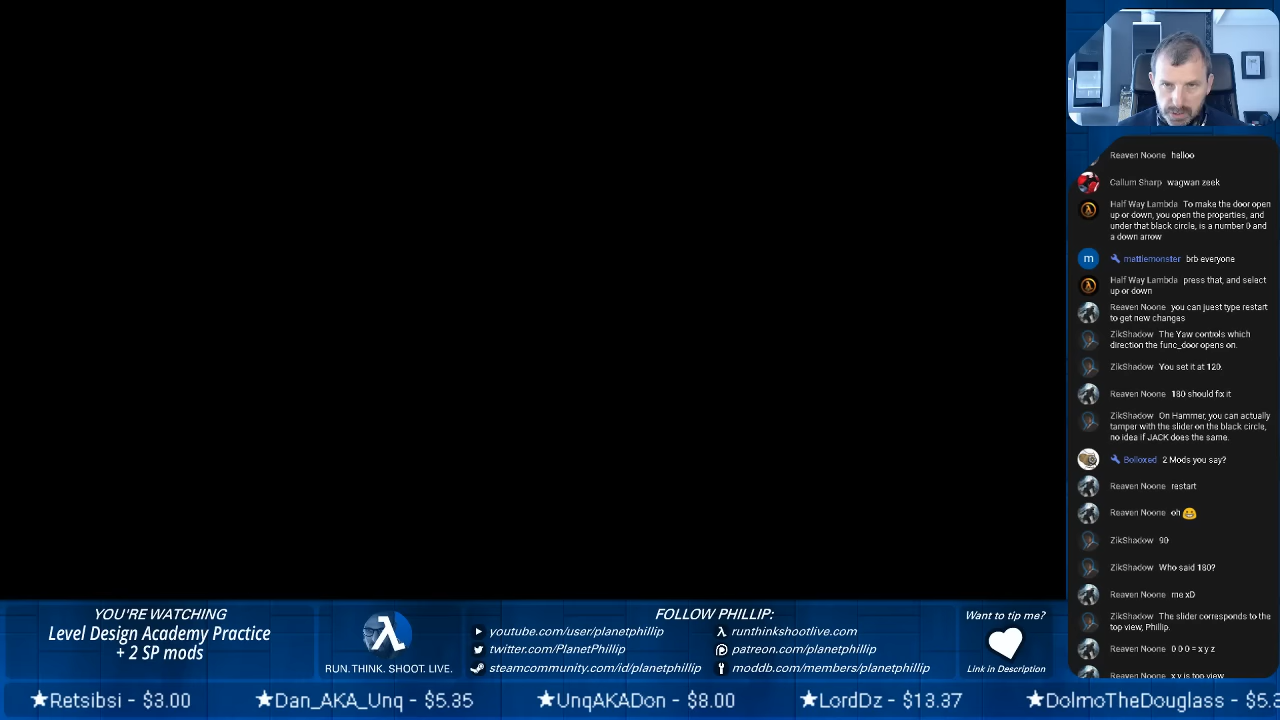 Reaven Noone helloo
Callum Sharp wagwan zeek
Half Way Lambda To make the door open
up or down, you open the properties, and
under that black circle, is a number 0 and
a down arrow
m mattiemonster brb everyone
Half Way Lambda press that, and select
up or down
Reaven Noone you can juest type restart
to get new changes
ZikShadow The Yaw controls which
direction the func_door opens on.
ZikShadow You set it at 120.
Reaven Noone 180 should fix it
ZikShadow On Hammer, you can actually
tamper with the slider on the black circle,
no idea if JACK does the same.
Bolloxed 2 Mods you say?
Reaven Noone restart
Reaven Noone oh
ZikShadow 90
ZikShadow Who said 180?
Reaven Noone me xD
ZikShadow The slider corresponds to the
top view, Phillip.
Reaven Noone 0 0 0 = x y z
Reaven Noone x y is top view
YOU'RE WATCHING
Level Design Academy Practice
+ 2 SP mods
RUN. THINK. SHOOT. LIVE.
FOLLOW PHILLIP:
youtube.com/user/planetphillip
twitter.com/PlanetPhillip
steamcommunity.com/id/planetphillip
runthinkshootlive.com
patreon.com/planetphillip
moddb.com/members/planetphillip
Want to tip me?
Link in Description
★Retsibsi - $3.00 ★Dan_AKA_Unq - $5.35 ★UnqAKADon - $8.00 ★LordDz - $13.37 ★DolmoTheDouglass - $5.3